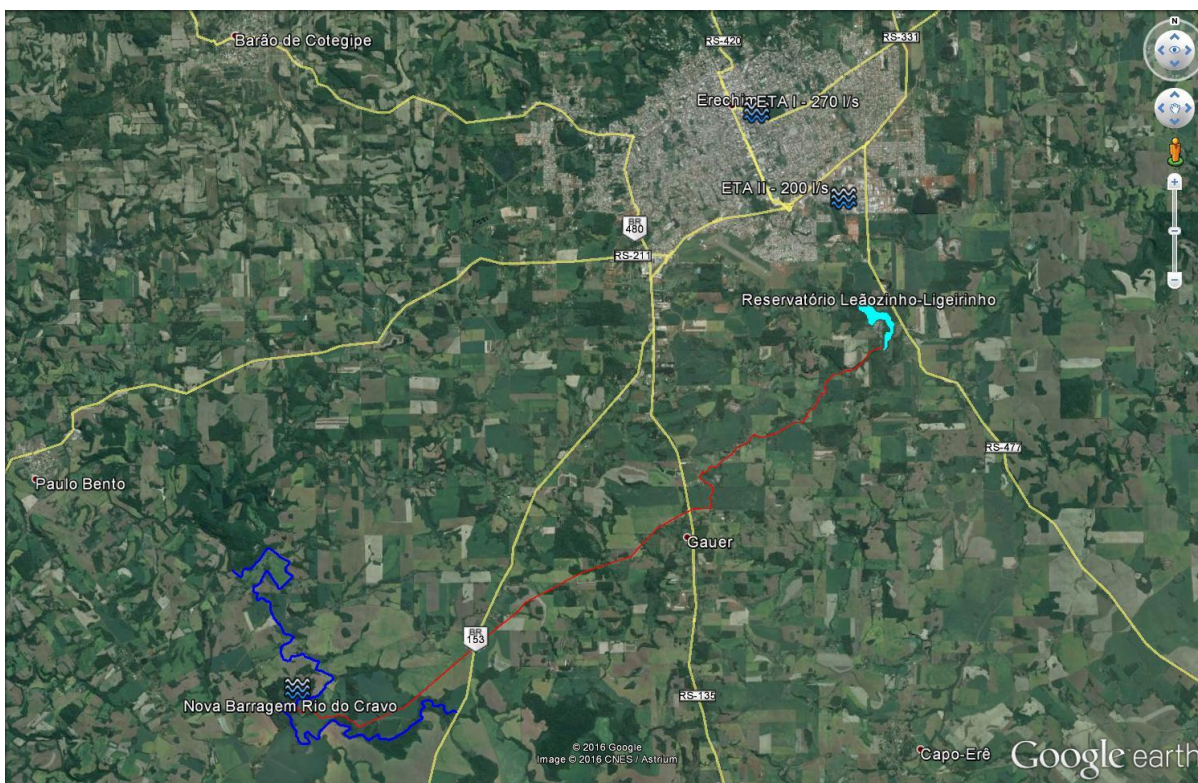 Barão de Cotegipe
RS-420
RS-331
N
Erechim
ETA I - 270 l/s
ETA II - 200 l/s
BR
480
RS-211
Reservatório Leãozinho-Ligeirinho
RS-477
Paulo Bento
Gauer
BR
153
Nova Barragem Rio do Cravo
RS-135
Capo-Erê
© 2016 Google
Image © 2016 CNES / Astrium
Google earth